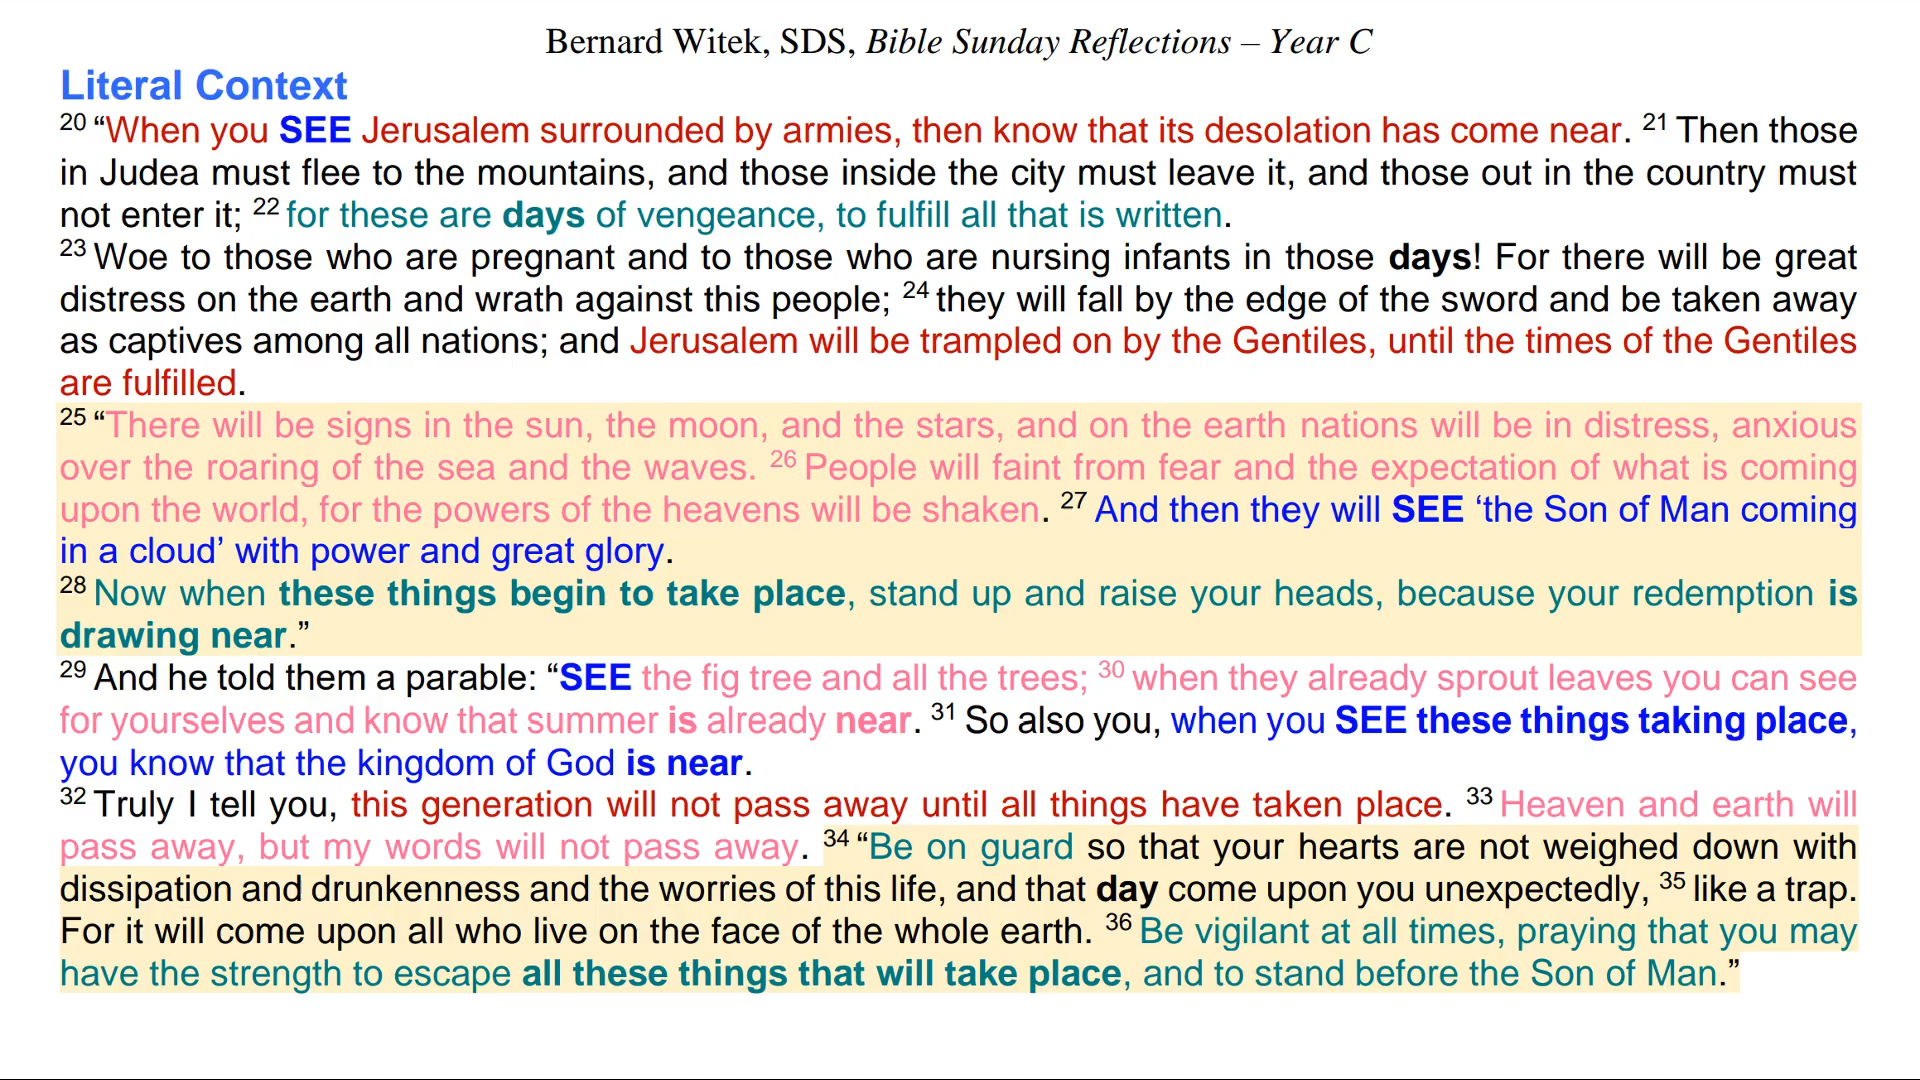 Bernard Witek, SDS, Bible Sunday Reflections – Year C
Literal Context
20 “When you SEE Jerusalem surrounded by armies, then know that its desolation has come near. 21 Then those
in Judea must flee to the mountains, and those inside the city must leave it, and those out in the country must
not enter it; 22 for these are days of vengeance, to fulfill all that is written.
23 Woe to those who are pregnant and to those who are nursing infants in those days! For there will be great
distress on the earth and wrath against this people; 24 they will fall by the edge of the sword and be taken away
as captives among all nations; and Jerusalem will be trampled on by the Gentiles, until the times of the Gentiles
are fulfilled.
25 “There will be signs in the sun, the moon, and the stars, and on the earth nations will be in distress, anxious
over the roaring of the sea and the waves. 26 People will faint from fear and the expectation of what is coming
upon the world, for the powers of the heavens will be shaken. 27 And then they will SEE ‘the Son of Man coming
in a cloud’ with power and great glory.
28 Now when these things begin to take place, stand up and raise your heads, because your redemption is
drawing near.”
29 And he told them a parable: “SEE the fig tree and all the trees; 30 when they already sprout leaves you can see
for yourselves and know that summer is already near. 31 So also you, when you SEE these things taking place,
you know that the kingdom of God is near.
32 Truly I tell you, this generation will not pass away until all things have taken place. 33 Heaven and earth will
pass away, but my words will not pass away. 34 “Be on guard so that your hearts are not weighed down with
dissipation and drunkenness and the worries of this life, and that day come upon you unexpectedly, 35 like a trap.
For it will come upon all who live on the face of the whole earth. 36 Be vigilant at all times, praying that you may
have the strength to escape all these things that will take place, and to stand before the Son of Man.”